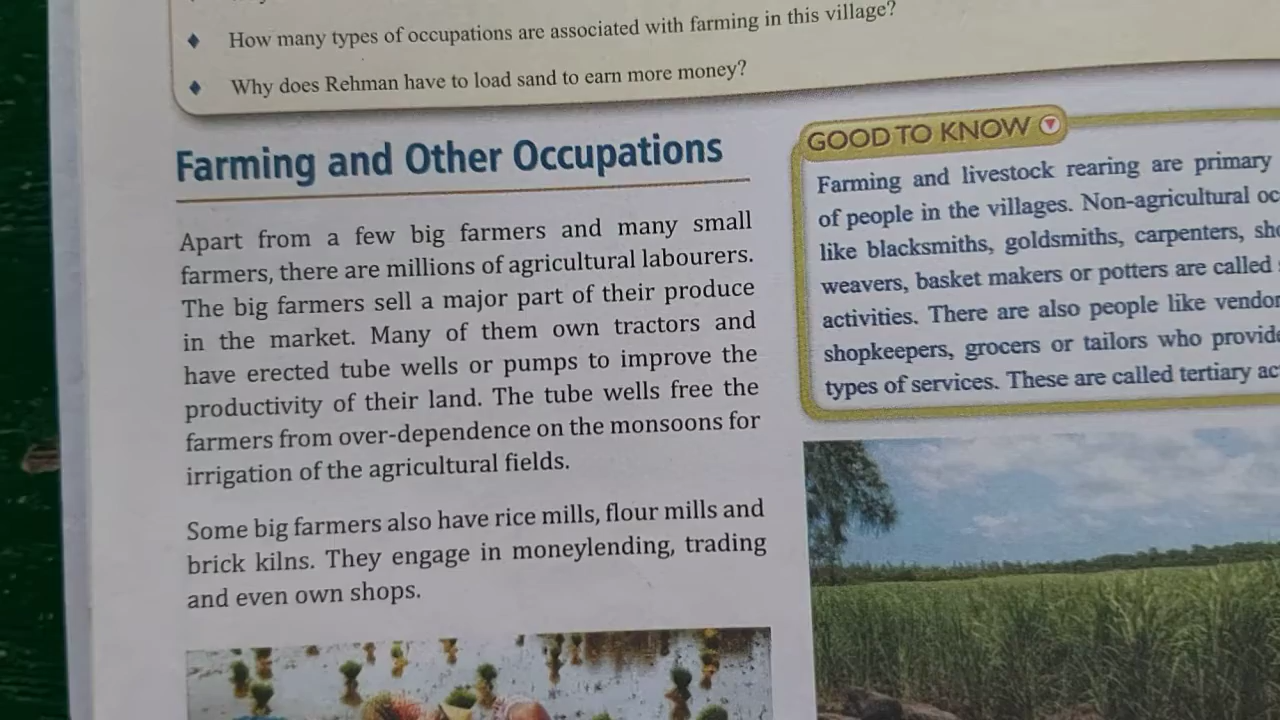 How many types of occupations are associated with farming in this village?
Why does Rehman have to load sand to earn more money?
Farming and Other Occupations
Apart from a few big farmers and many small
farmers, there are millions of agricultural labourers.
The big farmers sell a major part of their produce
in the market. Many of them own tractors and
have erected tube wells or pumps to improve the
productivity of their land. The tube wells free the
farmers from over-dependence on the monsoons for
irrigation of the agricultural fields.
Some big farmers also have rice mills, flour mills and
brick kilns. They engage in moneylending, trading
and even own shops.
GOOD TO KNOW
Farming and livestock rearing are primary
of people in the villages. Non-agricultural
like blacksmiths, goldsmiths, carpenters,
weavers, basket makers or potters are called
activities. There are also people like
shopkeepers, grocers or tailors who
types of services. These are called tertiary